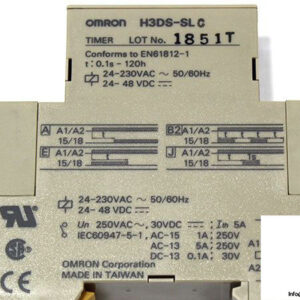 OMRON H3DS-SLC
TIMER LOT No. 1851T
Conforms to EN61812-1
t : 0.1s - 120h
24-230VAC ~ 50/60Hz
24- 48 VDC ⎓
A A1/A2 t
15/18
B2 A1/A2 t t
15/18
E A1/A2 t
15/18
J A1/A2 t 1s
15/18
24-230VAC ~ 50/60Hz
24- 48 VDC ⎓
Un 250VAC ~, 30VDC ⎓ : Ith 5A
IEC60947-5-1, AC-15 1A 250V
AC-13 5A 250V
DC-13 0.1A 30V
OMRON Corporation
MADE IN TAIWAN